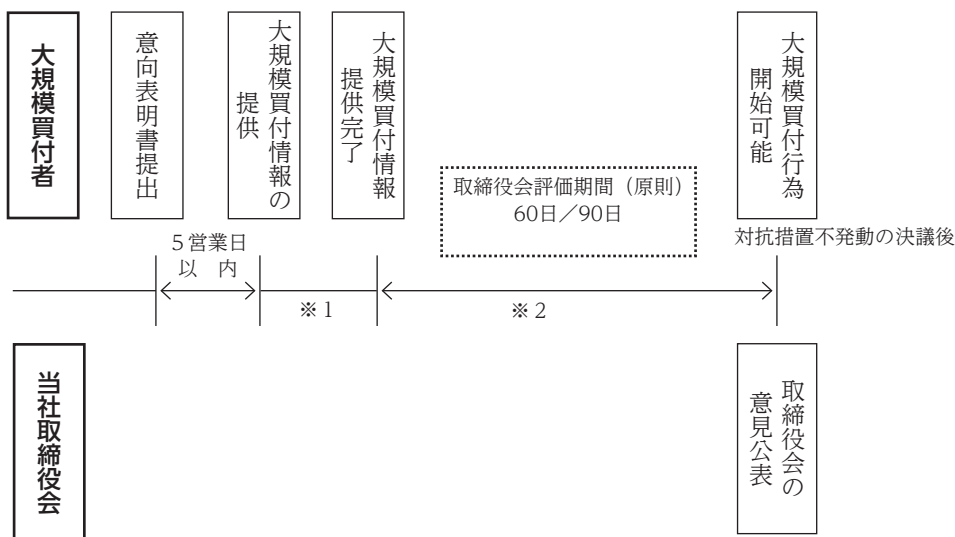 大規模買付者
意向表明書提出
大規模買付情報の
提供
大規模買付情報
提供完了
取締役会評価期間（原則）
60日／90日
大規模買付行為
開始可能
対抗措置不発動の決議後
５営業日
以　内
※１
※２
当社取締役会
取締役会の
意見公表